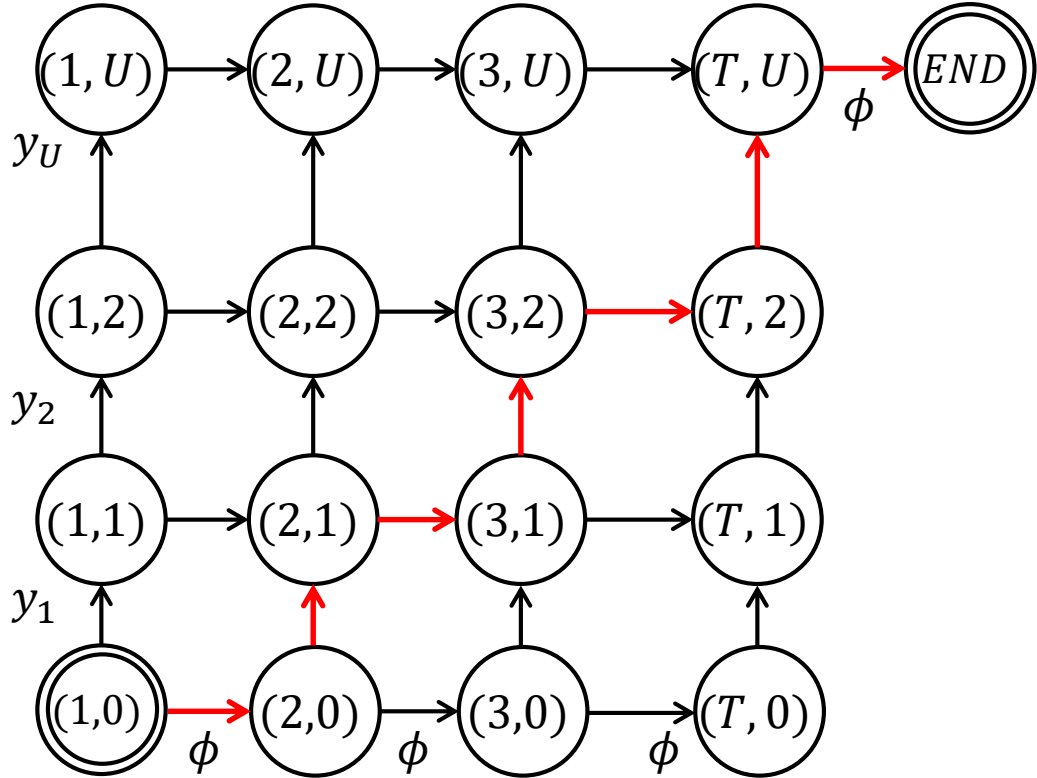 (1, U) (2, U) (3, U) (T, U) END
ϕ
y_U
(1,2) (2,2) (3,2) (T, 2)
y_2
(1,1) (2,1) (3,1) (T, 1)
y_1
(1,0) (2,0) (3,0) (T, 0)
ϕ ϕ ϕ